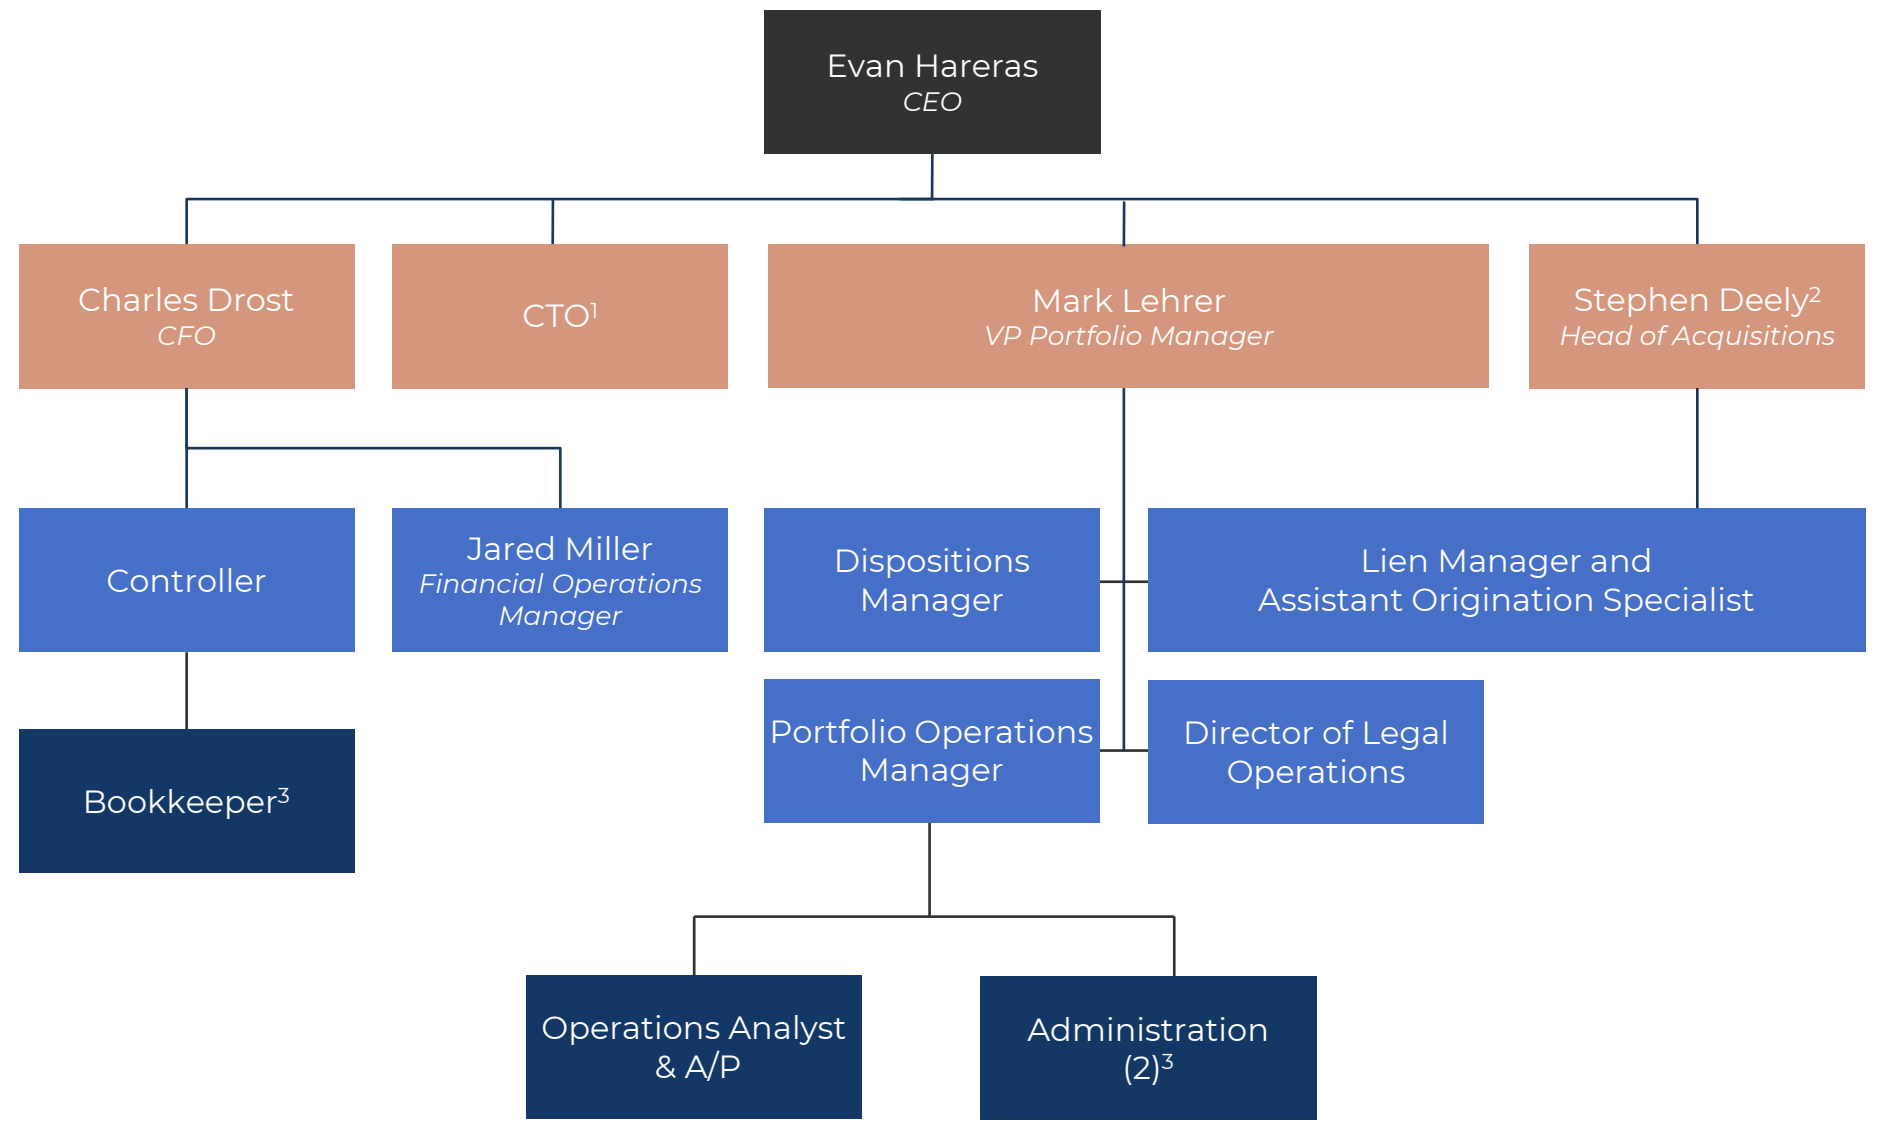 Evan Hareras
CEO
Charles Drost
CFO
CTO¹
Mark Lehrer
VP Portfolio Manager
Stephen Deely²
Head of Acquisitions
Controller
Jared Miller
Financial Operations
Manager
Dispositions
Manager
Lien Manager and
Assistant Origination Specialist
Portfolio Operations
Manager
Director of Legal
Operations
Bookkeeper³
Operations Analyst
& A/P
Administration
(2)³